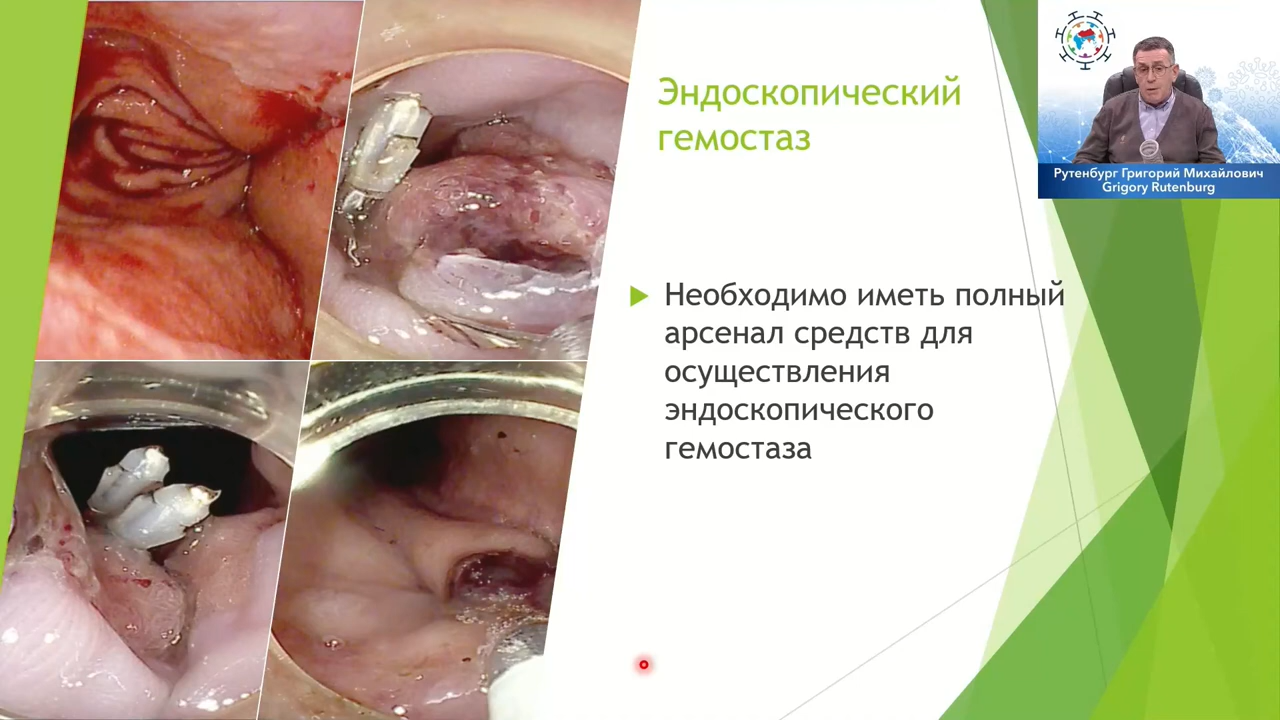 Эндоскопический
гемостаз
Необходимо иметь полный
арсенал средств для
осуществления
эндоскопического
гемостаза
Рутенбург Григорий Михайлович
Grigory Rutenburg